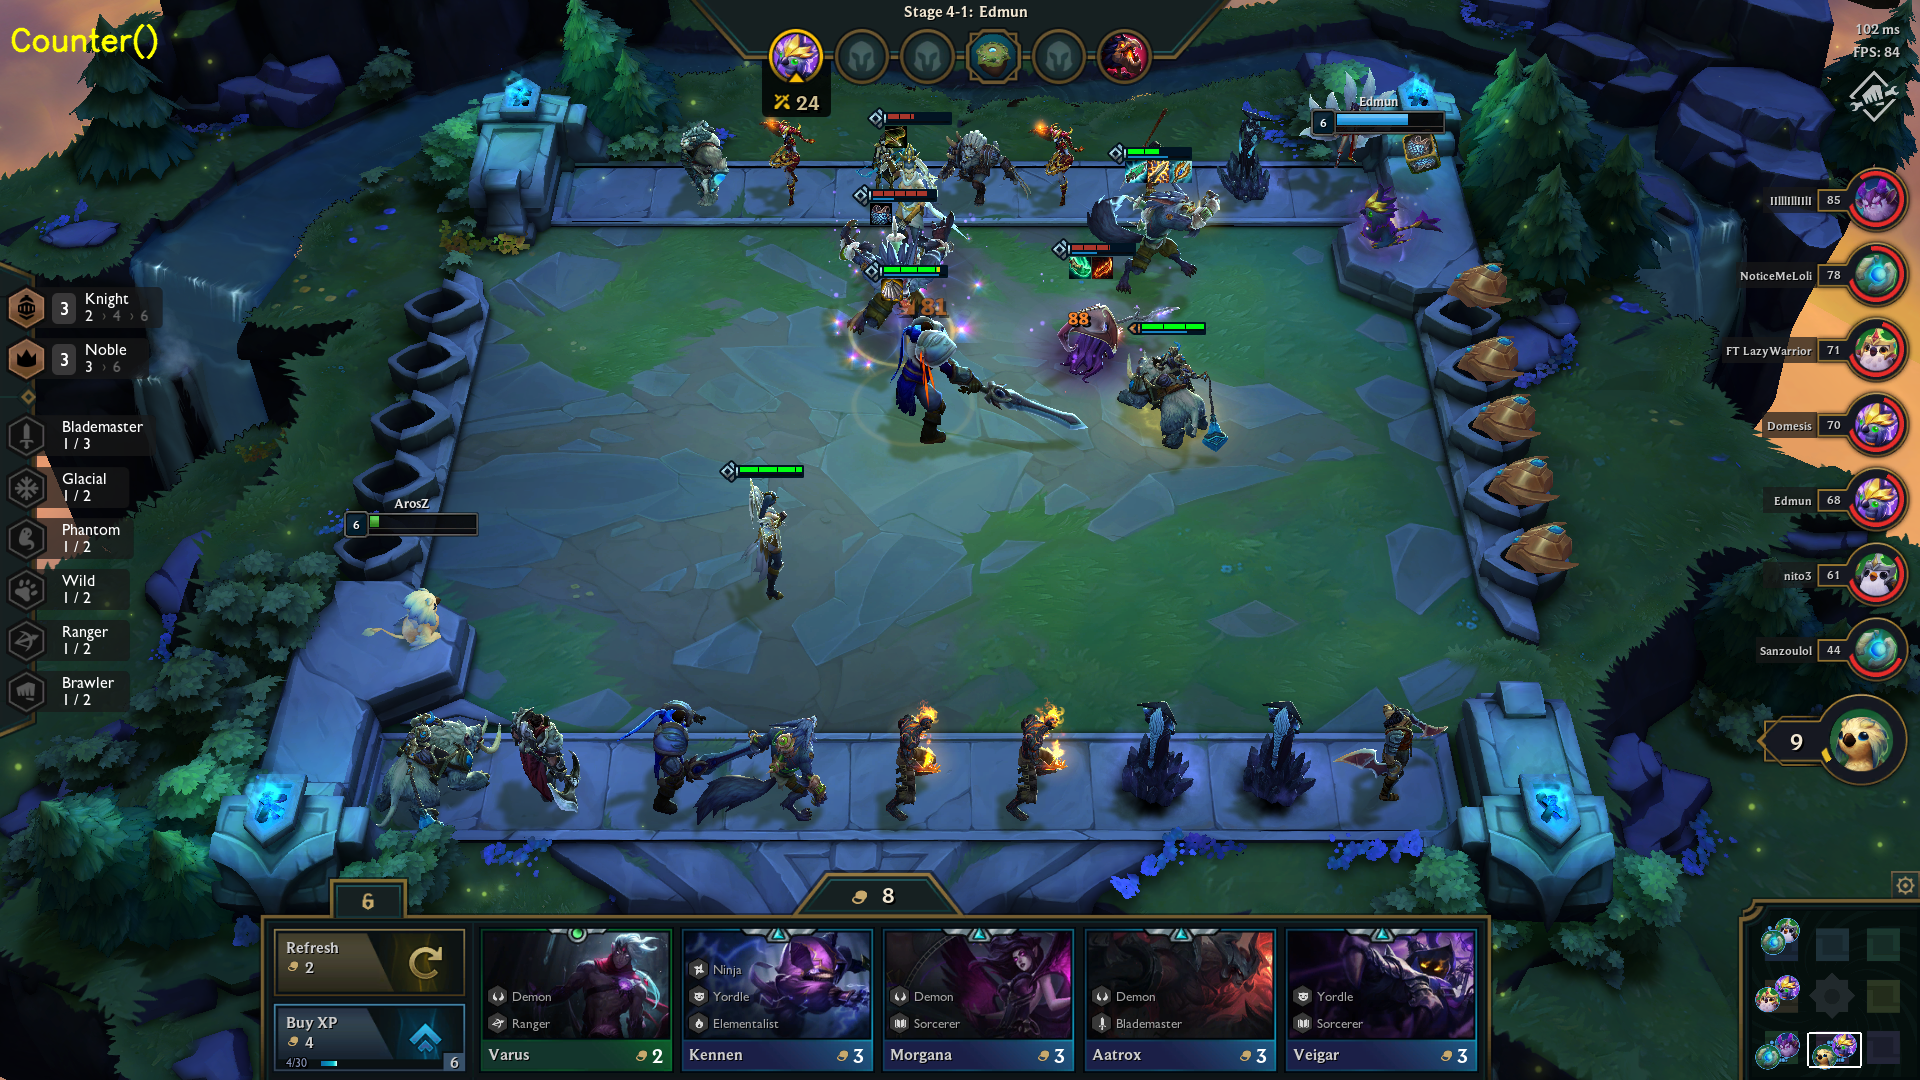 Counter()
Stage 4-1: Edmun
102 ms
FPS: 84
24
Edmun
6
IIlIIlIIlIII 85
NoticeMeLoli 78
FT LazyWarrior 71
Domesis 70
Edmun 68
nito3 61
Sanzoulol 44
9
3 Knight
2 › 4 › 6
3 Noble
3 › 6
Blademaster
1 / 3
Glacial
1 / 2
Phantom
1 / 2
Wild
1 / 2
Ranger
1 / 2
Brawler
1 / 2
81
88
ArosZ
6
6
8
Refresh
2
Buy XP
4
4/30
6
Demon
Ranger
Varus 2
Ninja
Yordle
Elementalist
Kennen 3
Demon
Sorcerer
Morgana 3
Demon
Blademaster
Aatrox 3
Yordle
Sorcerer
Veigar 3